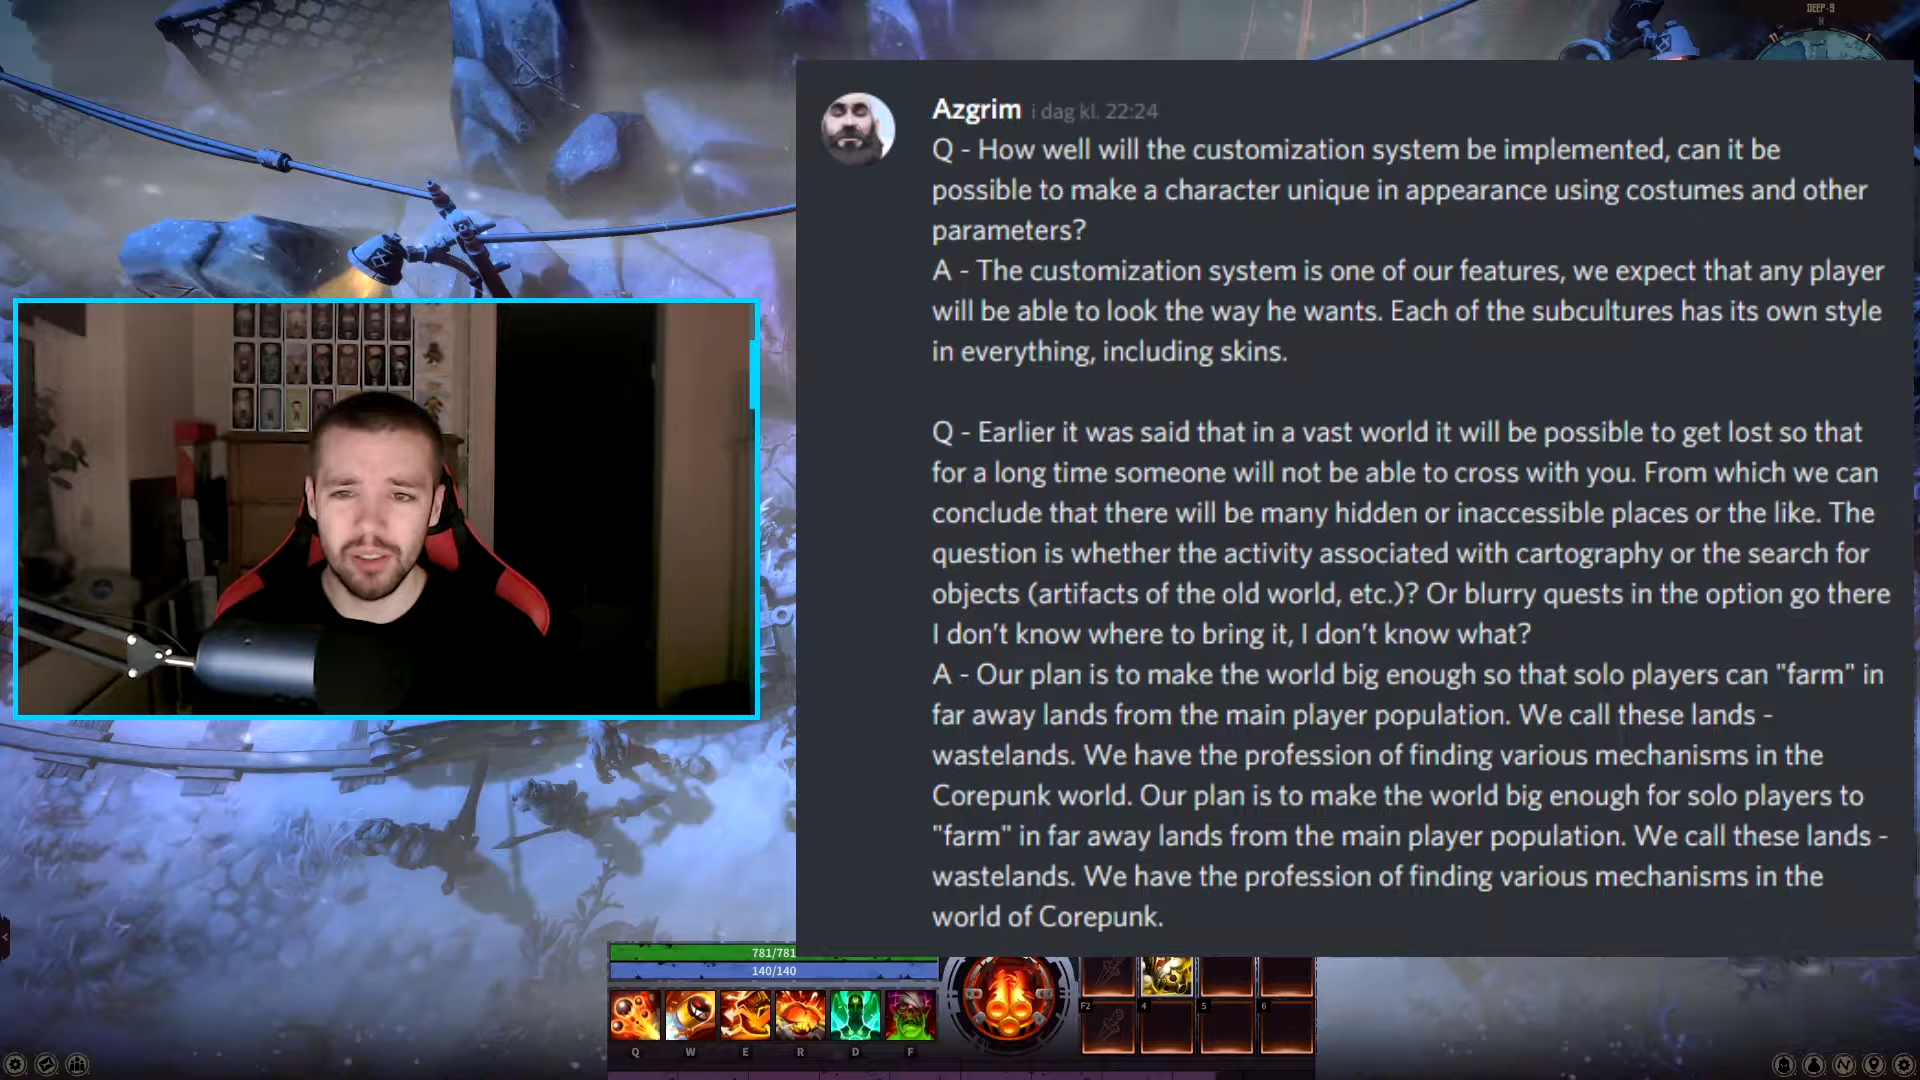 DEEP-9
N
Azgrim i dag kl. 22:24
Q - How well will the customization system be implemented, can it be
possible to make a character unique in appearance using costumes and other
parameters?
A - The customization system is one of our features, we expect that any player
will be able to look the way he wants. Each of the subcultures has its own style
in everything, including skins.
Q - Earlier it was said that in a vast world it will be possible to get lost so that
for a long time someone will not be able to cross with you. From which we can
conclude that there will be many hidden or inaccessible places or the like. The
question is whether the activity associated with cartography or the search for
objects (artifacts of the old world, etc.)? Or blurry quests in the option go there
I don't know where to bring it, I don't know what?
A - Our plan is to make the world big enough so that solo players can "farm" in
far away lands from the main player population. We call these lands -
wastelands. We have the profession of finding various mechanisms in the
Corepunk world. Our plan is to make the world big enough for solo players to
"farm" in far away lands from the main player population. We call these lands -
wastelands. We have the profession of finding various mechanisms in the
world of Corepunk.
781/781
140/140
F2 4 5 6
Q W E R D F